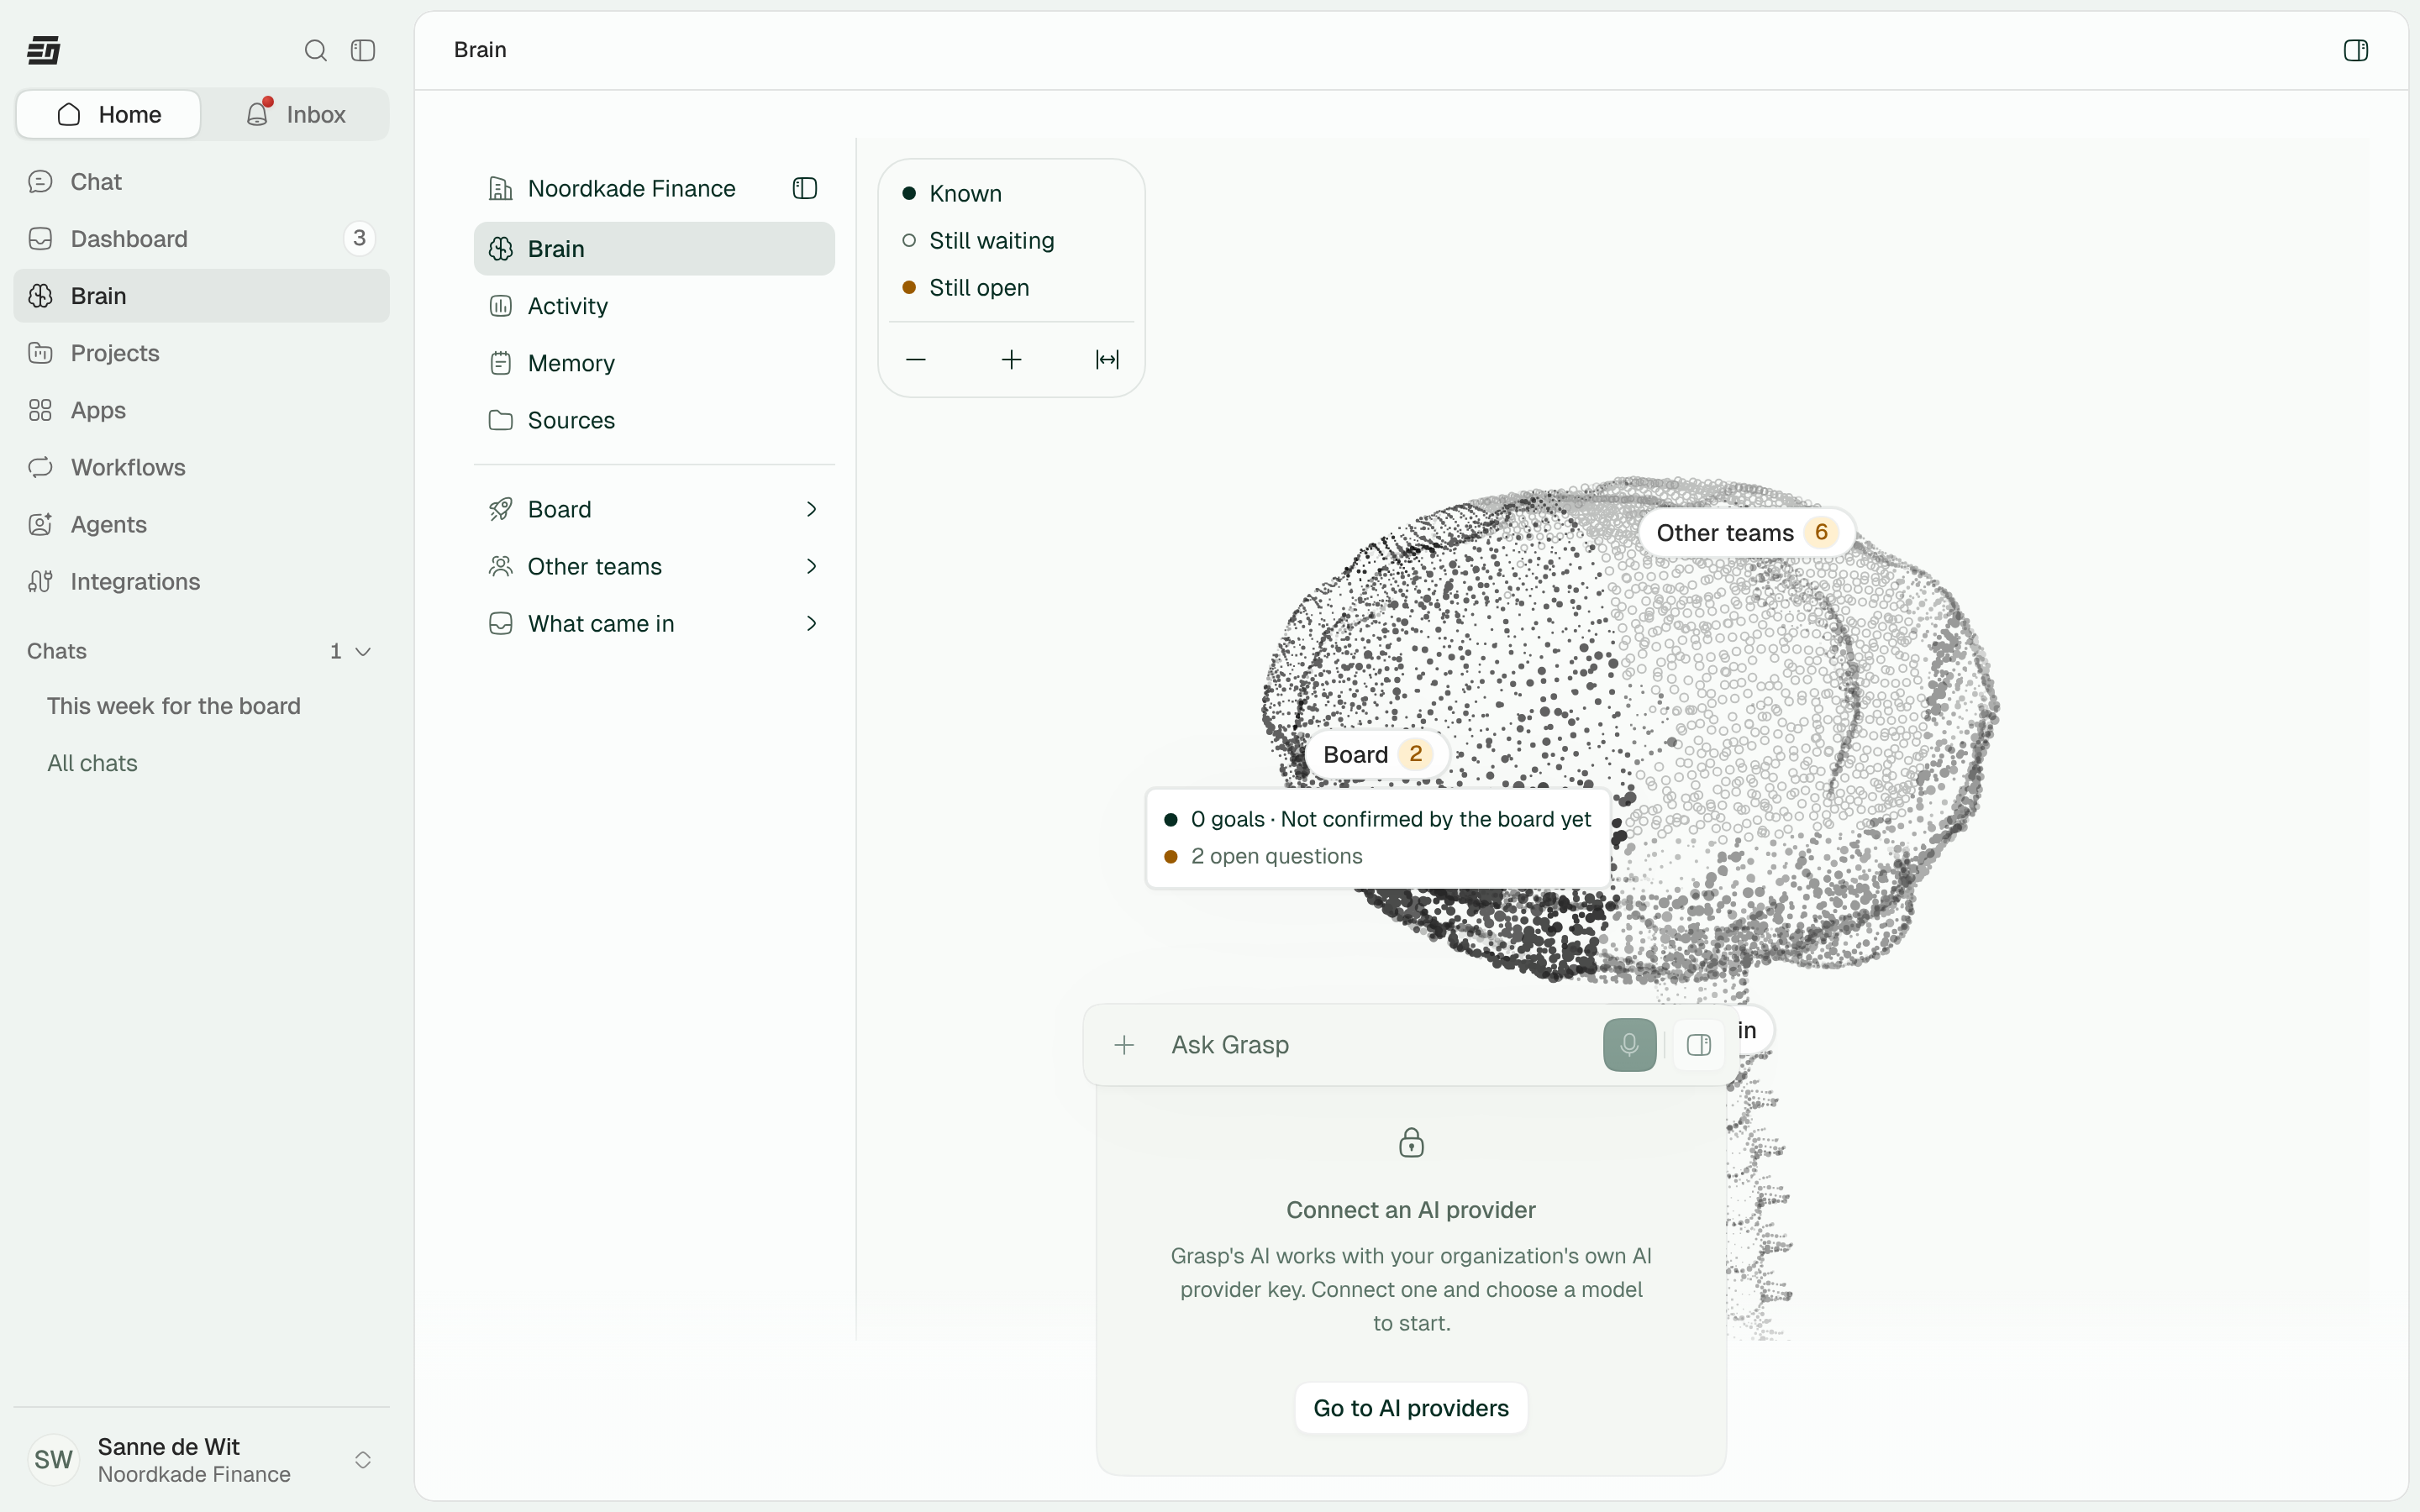 Home
Inbox
Chat
Dashboard 3
Brain
Projects
Apps
Workflows
Agents
Integrations
Chats 1
This week for the board
All chats
SW
Sanne de Wit
Noordkade Finance
Brain
Noordkade Finance
Brain
Activity
Memory
Sources
Board
Other teams
What came in
Known
Still waiting
Still open
Other teams 6
Board 2
0 goals · Not confirmed by the board yet
2 open questions
in
Ask Grasp
Connect an AI provider
Grasp's AI works with your organization's own AI
provider key. Connect one and choose a model
to start.
Go to AI providers